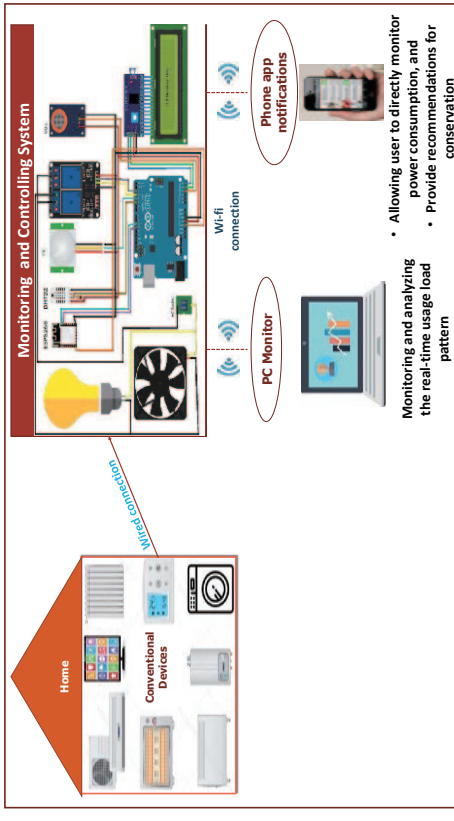 Home
Conventional
Devices
Wired connection
Monitoring and Controlling System
ESP8266
DHT22
Wi-fi
connection
PC Monitor
Phone app
notifications
Monitoring and analyzing
the real-time usage load
pattern
• Allowing user to directly monitor
power consumption, and
• Provide recommendations for
conservation